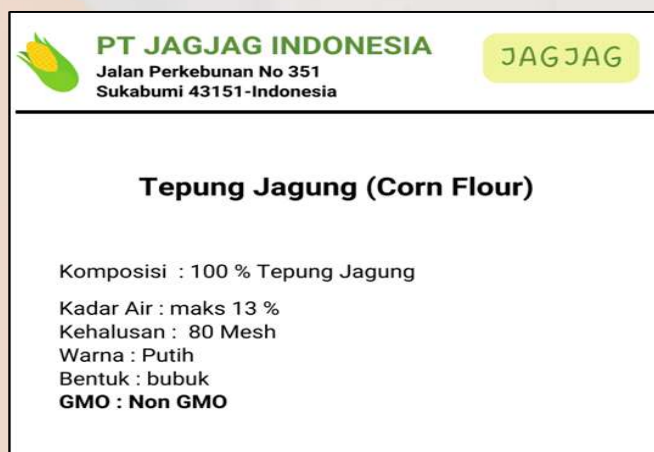 PT JAGJAG INDONESIA
Jalan Perkebunan No 351
Sukabumi 43151-Indonesia
JAGJAG
Tepung Jagung (Corn Flour)
Komposisi : 100 % Tepung Jagung
Kadar Air : maks 13 %
Kehalusan : 80 Mesh
Warna : Putih
Bentuk : bubuk
GMO : Non GMO